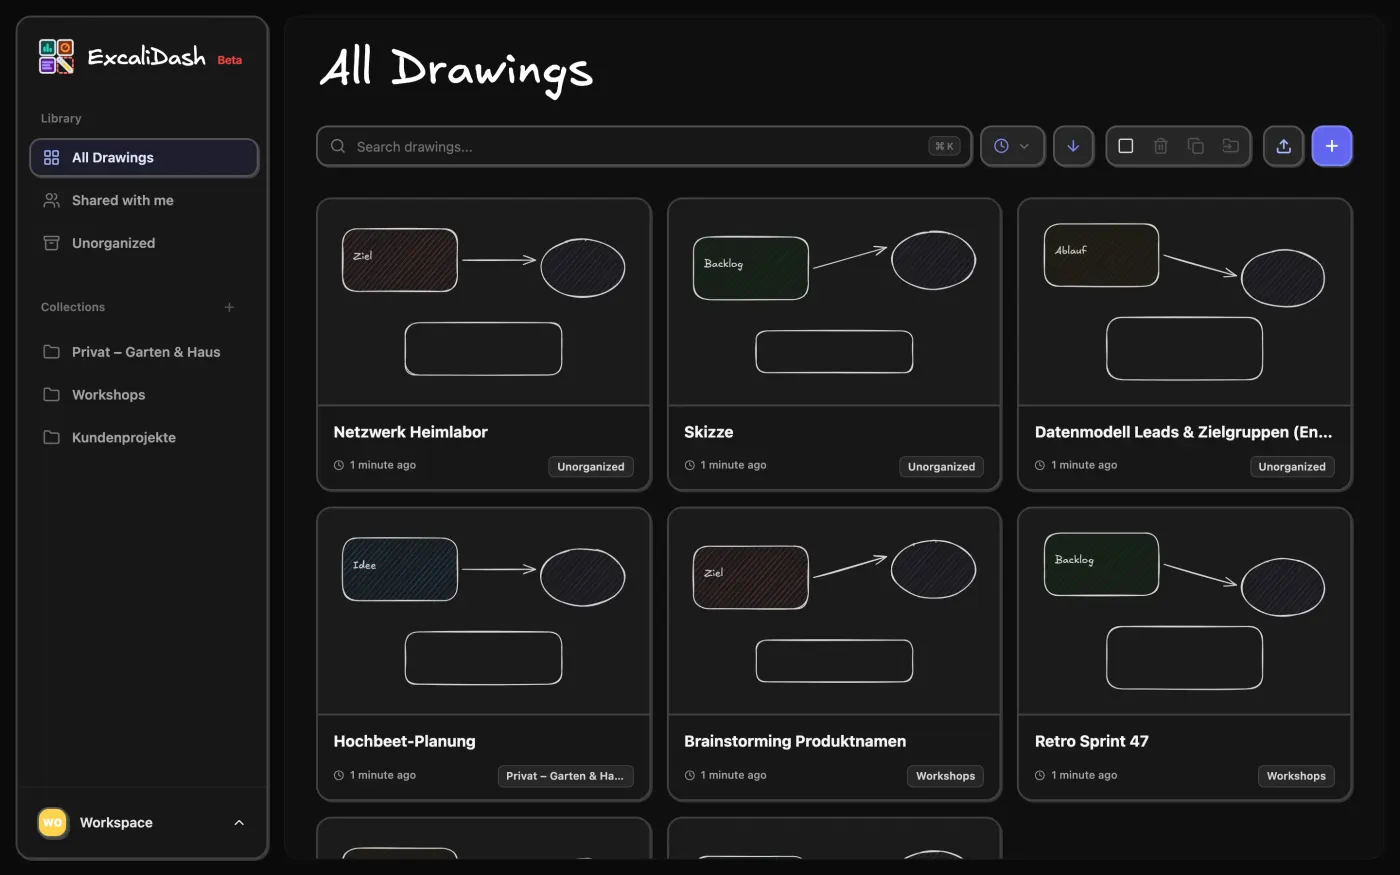 ExcaliDash Beta
Library
All Drawings
Shared with me
Unorganized
Collections
Privat – Garten & Haus
Workshops
Kundenprojekte
WO Workspace
All Drawings
Search drawings... ⌘ K
Ziel
Netzwerk Heimlabor
1 minute ago Unorganized
Backlog
Skizze
1 minute ago Unorganized
Ablauf
Datenmodell Leads & Zielgruppen (En...
1 minute ago Unorganized
Idee
Hochbeet-Planung
1 minute ago Privat – Garten & Ha...
Ziel
Brainstorming Produktnamen
1 minute ago Workshops
Backlog
Retro Sprint 47
1 minute ago Workshops